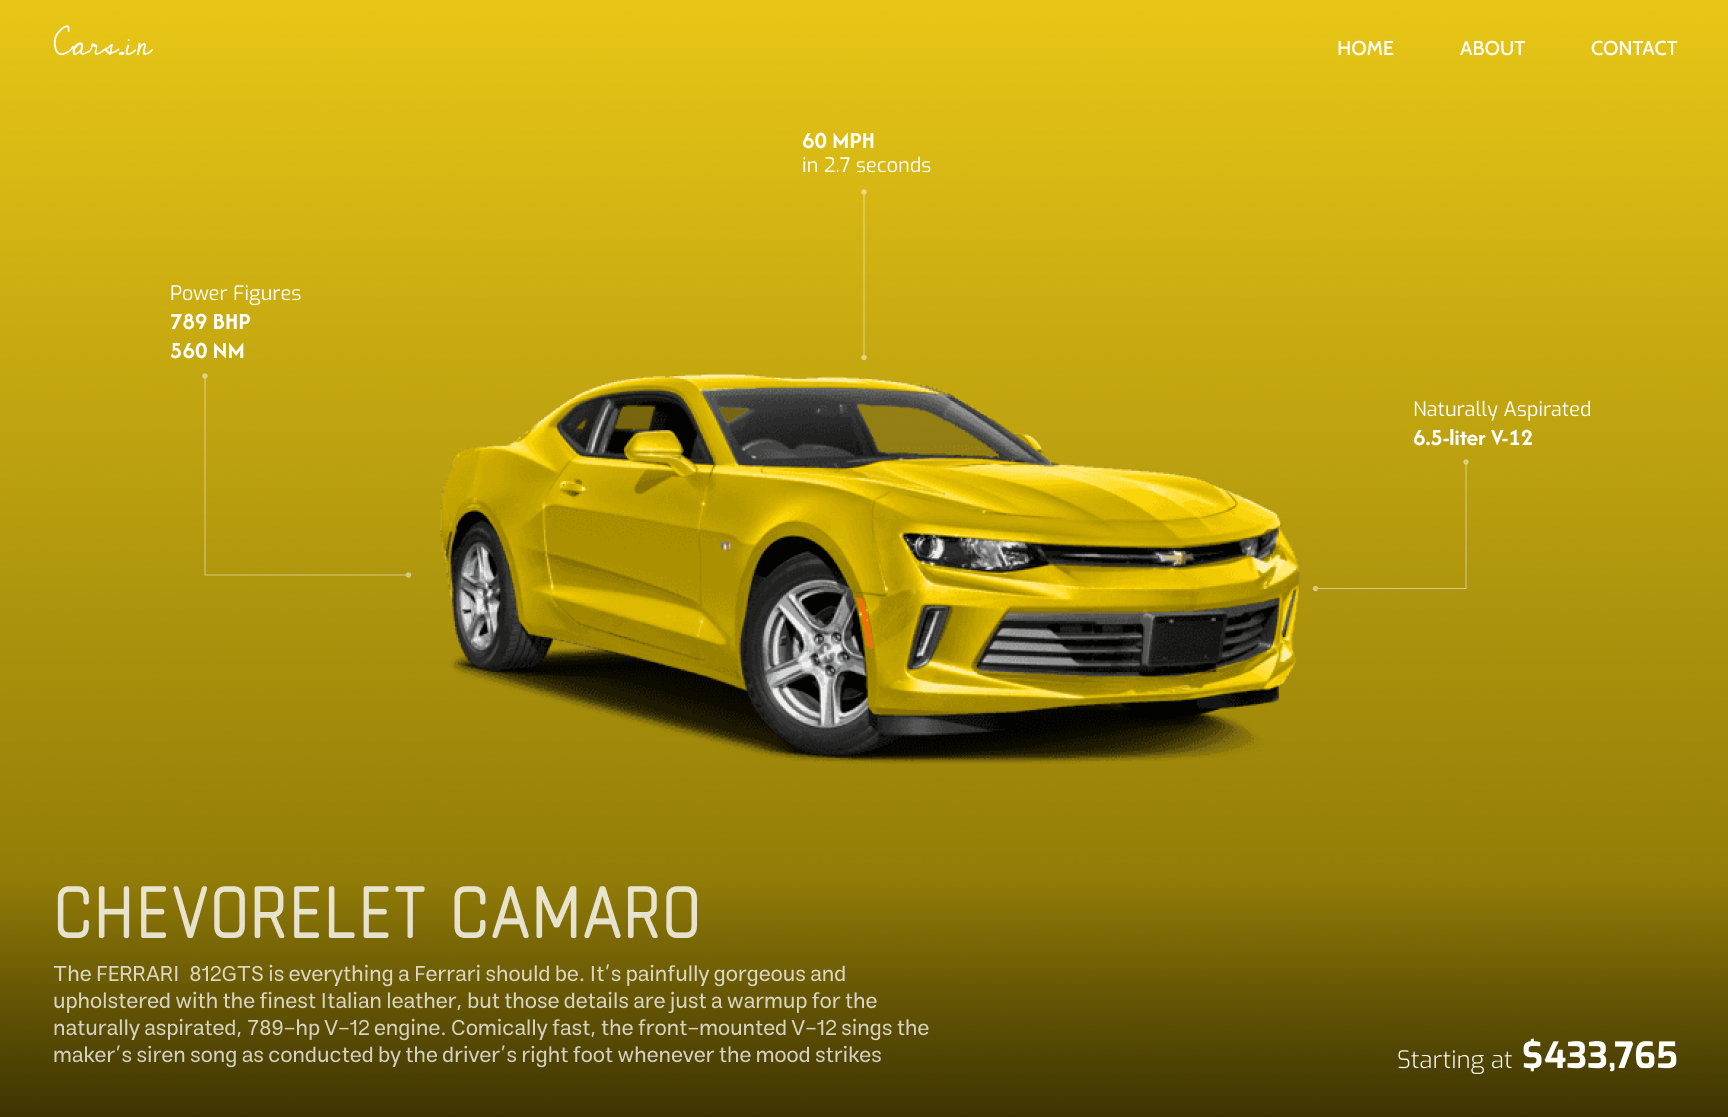 Cars.in
HOME
ABOUT
CONTACT
60 MPH
in 2.7 seconds
Power Figures
789 BHP
560 NM
Naturally Aspirated
6.5-liter V-12
CHEVORELET CAMARO
The FERRARI 812GTS is everything a Ferrari should be. It's painfully gorgeous and
upholstered with the finest Italian leather, but those details are just a warmup for the
naturally aspirated, 789-hp V-12 engine. Comically fast, the front-mounted V-12 sings the
maker's siren song as conducted by the driver's right foot whenever the mood strikes
Starting at $433,765